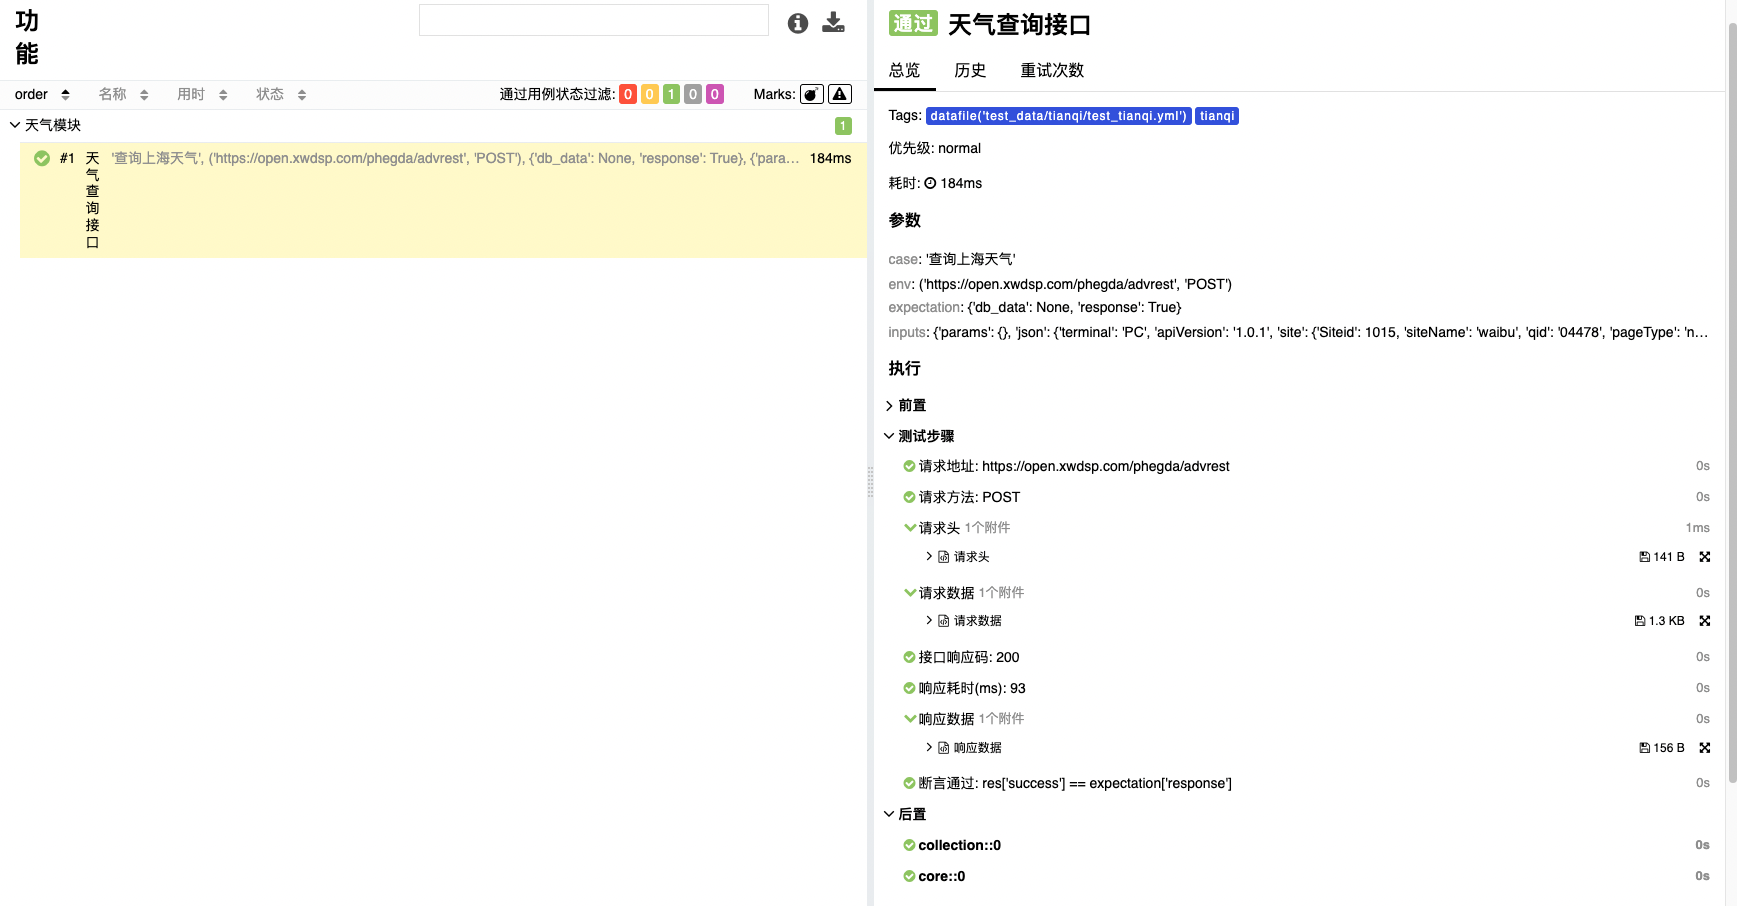 功
能
order 名称 用时 状态 通过用例状态过滤: 0 0 1 0 0 Marks:
天气模块 1
#1 天气查询接口 '查询上海天气', ('https://open.xwdsp.com/phegda/advrest', 'POST'), {'db_data': None, 'response': True}, {'para... 184ms
通过 天气查询接口
总览 历史 重试次数
Tags: datafile('test_data/tianqi/test_tianqi.yml') tianqi
优先级: normal
耗时: 184ms
参数
case: '查询上海天气'
env: ('https://open.xwdsp.com/phegda/advrest', 'POST')
expectation: {'db_data': None, 'response': True}
inputs: {'params': {}, 'json': {'terminal': 'PC', 'apiVersion': '1.0.1', 'site': {'Siteid': 1015, 'siteName': 'waibu', 'qid': '04478', 'pageType': 'n...
执行
前置
测试步骤
请求地址: https://open.xwdsp.com/phegda/advrest 0s
请求方法: POST 0s
请求头 1个附件 1ms
请求头 141 B
请求数据 1个附件 0s
请求数据 1.3 KB
接口响应码: 200 0s
响应耗时(ms): 93 0s
响应数据 1个附件 0s
响应数据 156 B
断言通过: res['success'] == expectation['response'] 0s
后置
collection::0 0s
core::0 0s